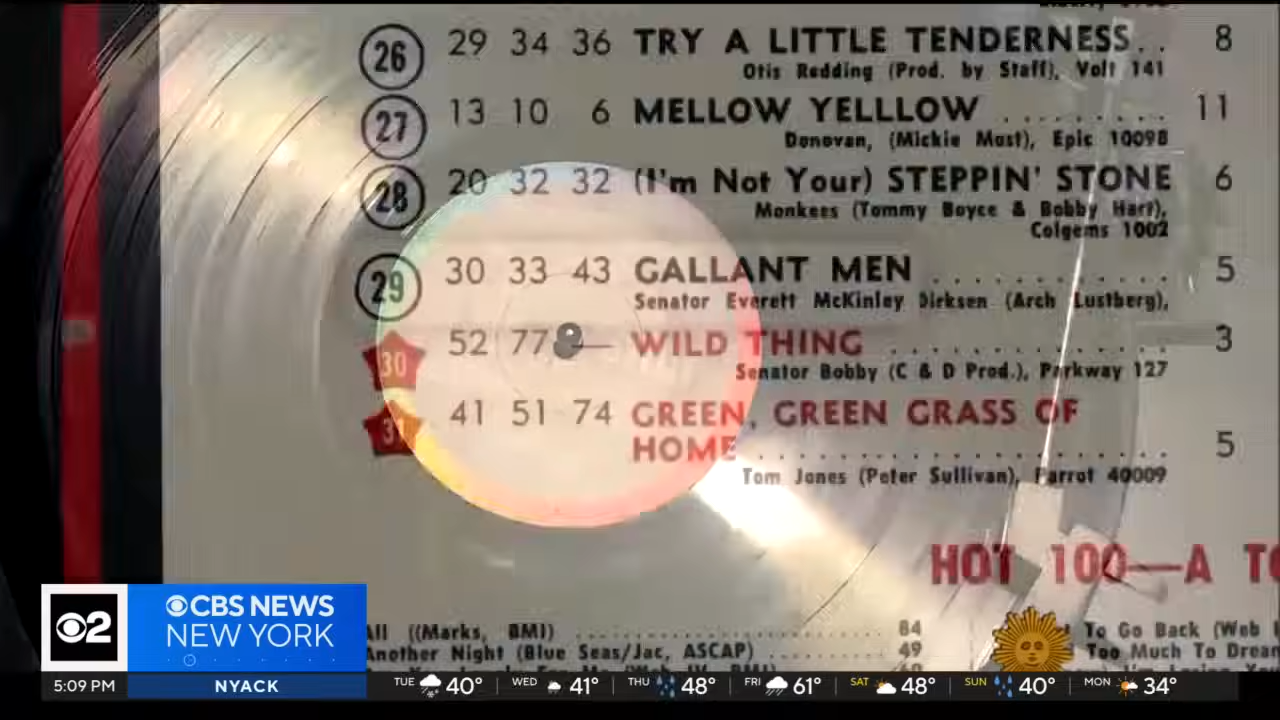 26 29 34 36 TRY A LITTLE TENDERNESS. . 8
Otis Redding (Prod. by Staff), Volt 141
27 13 10 6 MELLOW YELLLOW . . . . . . . . . 11
Donovan, (Mickie Most), Epic 10098
28 20 32 32 (I'm Not Your) STEPPIN' STONE 6
Monkees (Tommy Boyce & Bobby Hart),
Colgems 1002
29 30 33 43 GALLANT MEN . . . . . . . . . . . . . 5
Senator Everett McKinley Dirksen (Arch Lustberg),
30 52 77 — WILD THING . . . . . . . . . . . . . . . 3
Senator Bobby (C & D Prod.), Parkway 127
31 41 51 74 GREEN, GREEN GRASS OF
HOME . . . . . . . . . . . . . . . . . . . . . 5
Tom Jones (Peter Sullivan), Parrot 40009
HOT 100—A TO
All ((Marks, BMI) . . . . . . . . . . . . . . . . 84
To Go Back (Web
Another Night (Blue Seas/Jac, ASCAP) . . . . . . . 49
Too Much To Dream
2 CBS NEWS
NEW YORK
5:09 PM NYACK TUE 40° WED 41° THU 48° FRI 61° SAT 48° SUN 40° MON 34°